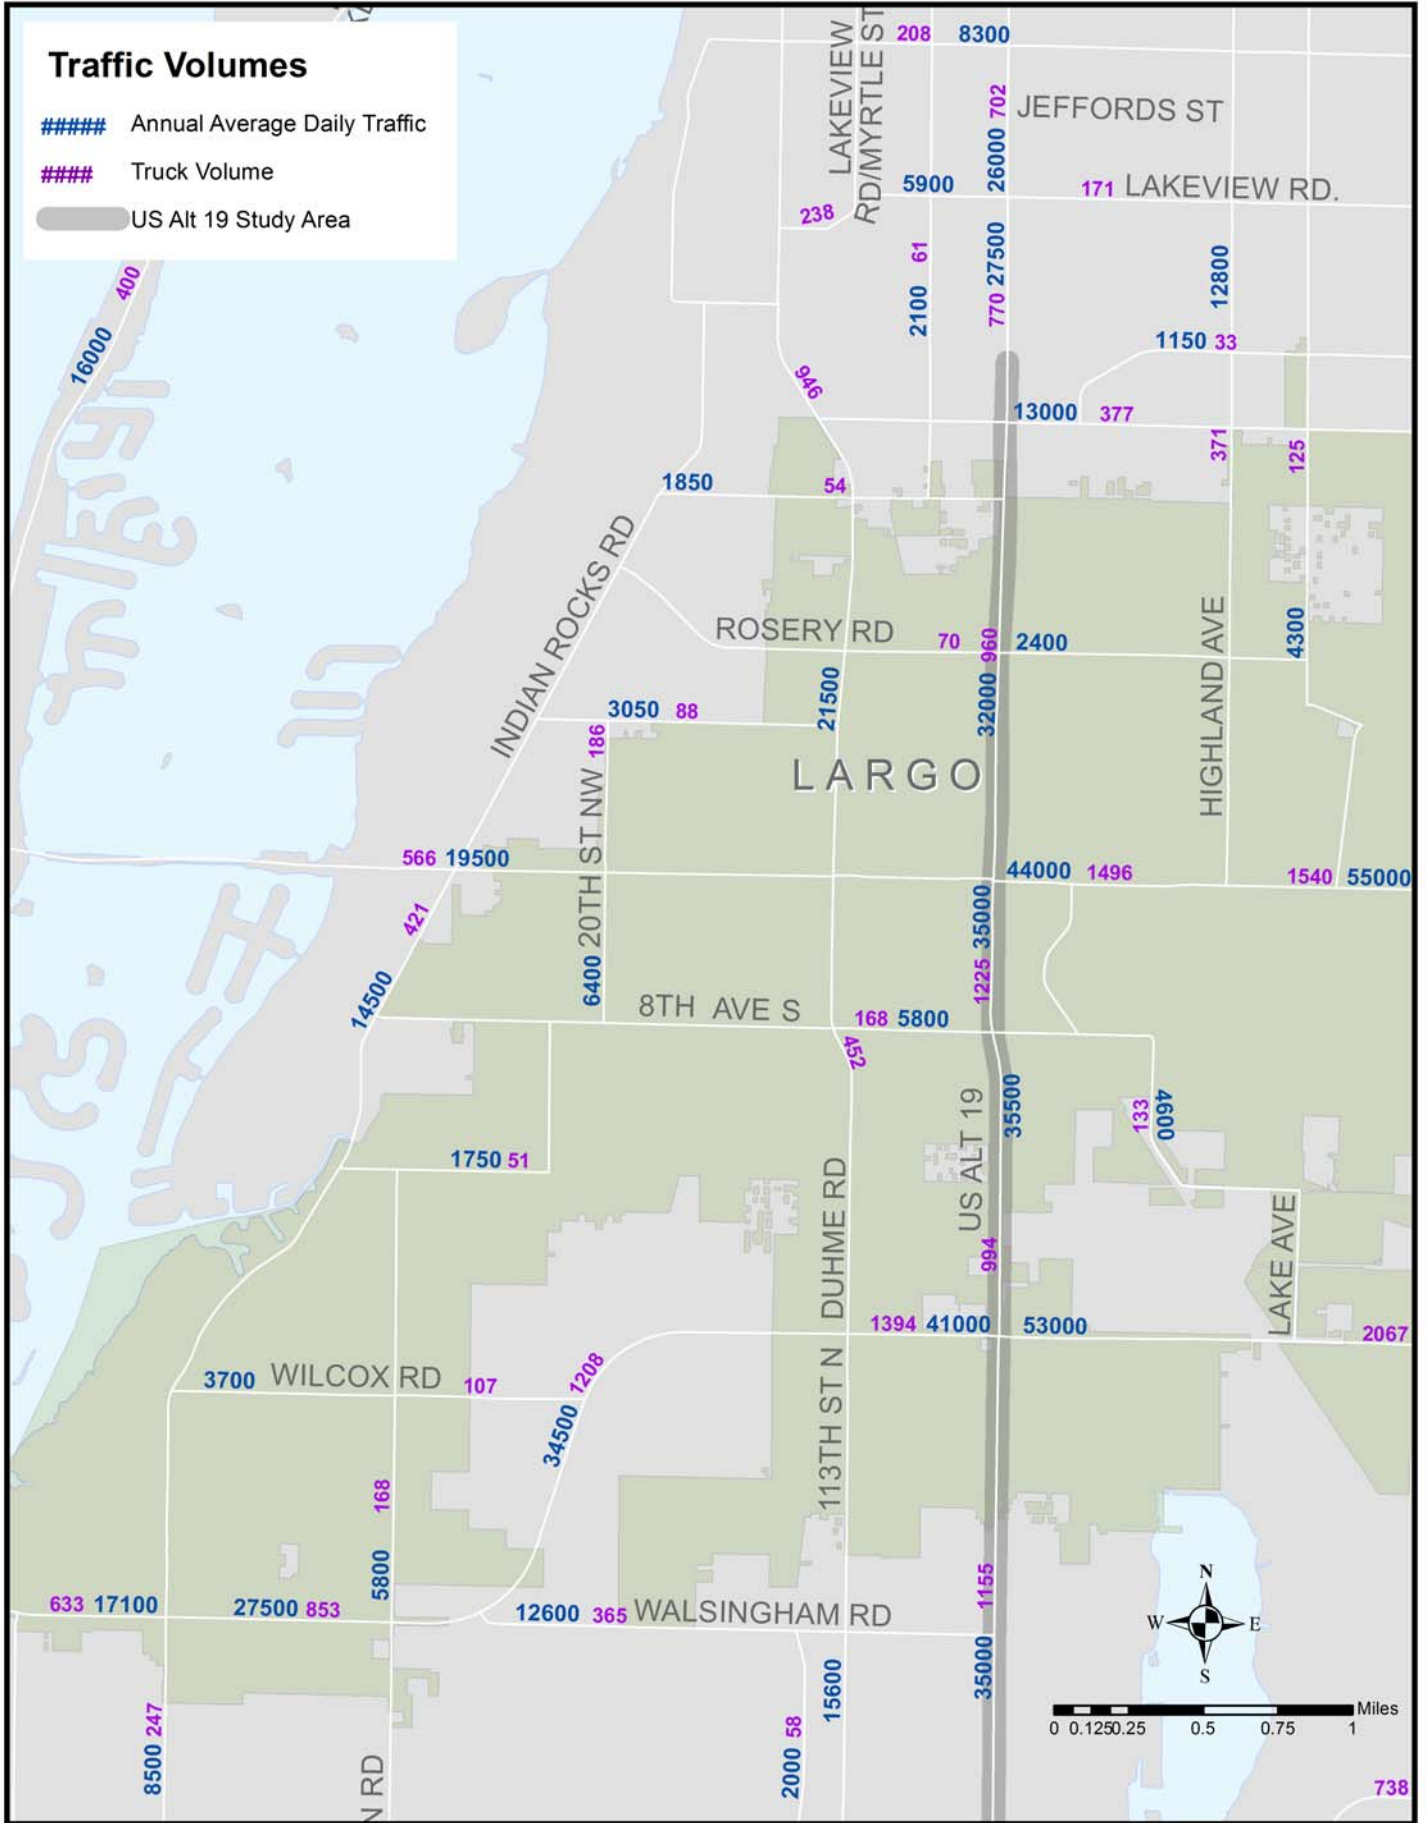 Traffic Volumes
##### Annual Average Daily Traffic
#### Truck Volume
US Alt 19 Study Area
LAKEVIEW
RD/MYRTLE ST
208 8300
702
26000
JEFFORDS ST
5900
171 LAKEVIEW RD.
238
61
2100
27500
770
12800
400
16000
1150 33
946
13000 377
371
125
1850
54
INDIAN ROCKS RD
ROSERY RD
70
960
2400
32000
21500
HIGHLAND AVE
4300
3050 88
186
20TH ST NW
6400
LARGO
566 19500
44000 1496
1540 55000
421
14500
35000
1225
8TH AVE S
168 5800
452
US ALT 19
35500
133
4600
1750 51
994
113TH ST N DUHME RD
LAKE AVE
1394 41000 53000
2067
3700 WILCOX RD 107
1208
34500
168
5800
1155
35000
633 17100
27500 853
12600 365 WALSINGHAM RD
247
8500
15600
58
2000
N RD
N
W E
S
Miles
0 0.125 0.25 0.5 0.75 1
738